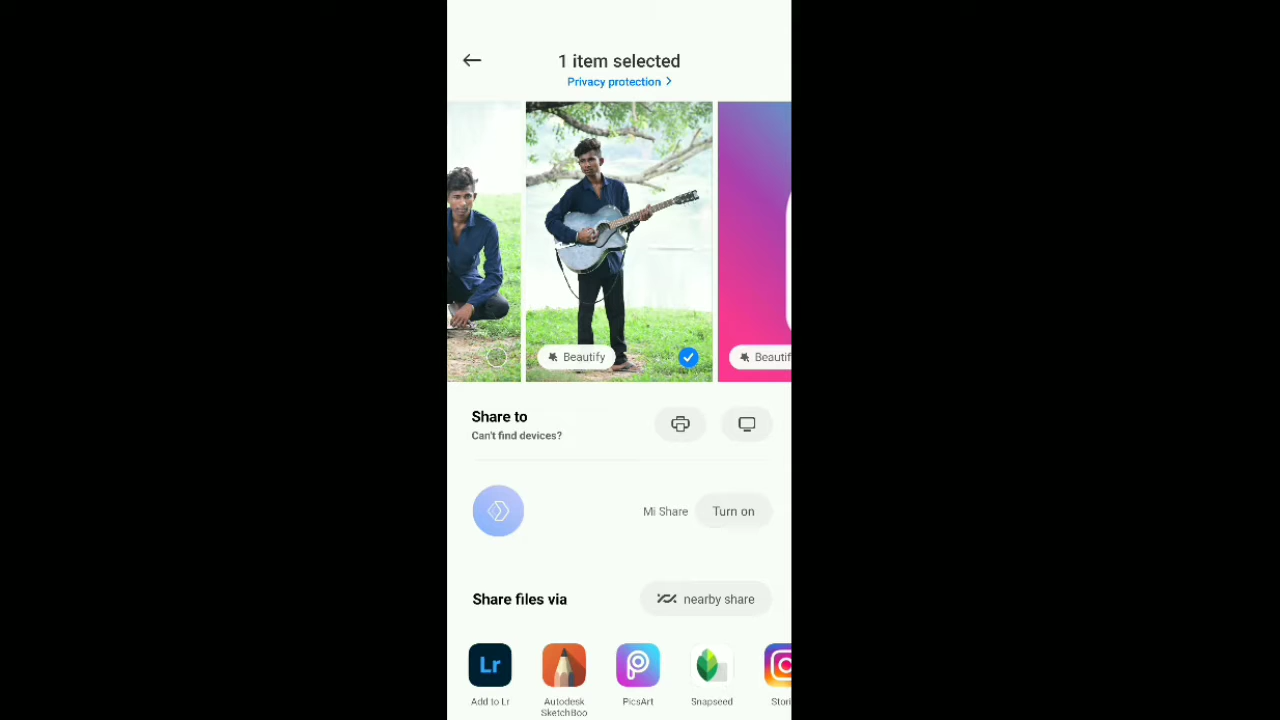 1 item selected
Privacy protection >
Beautify
Beautif
Share to
Can't find devices?
Mi Share
Turn on
Share files via
nearby share
Lr
Add to Lr
Autodesk
SketchBoo
PicsArt
Snapseed
Stori